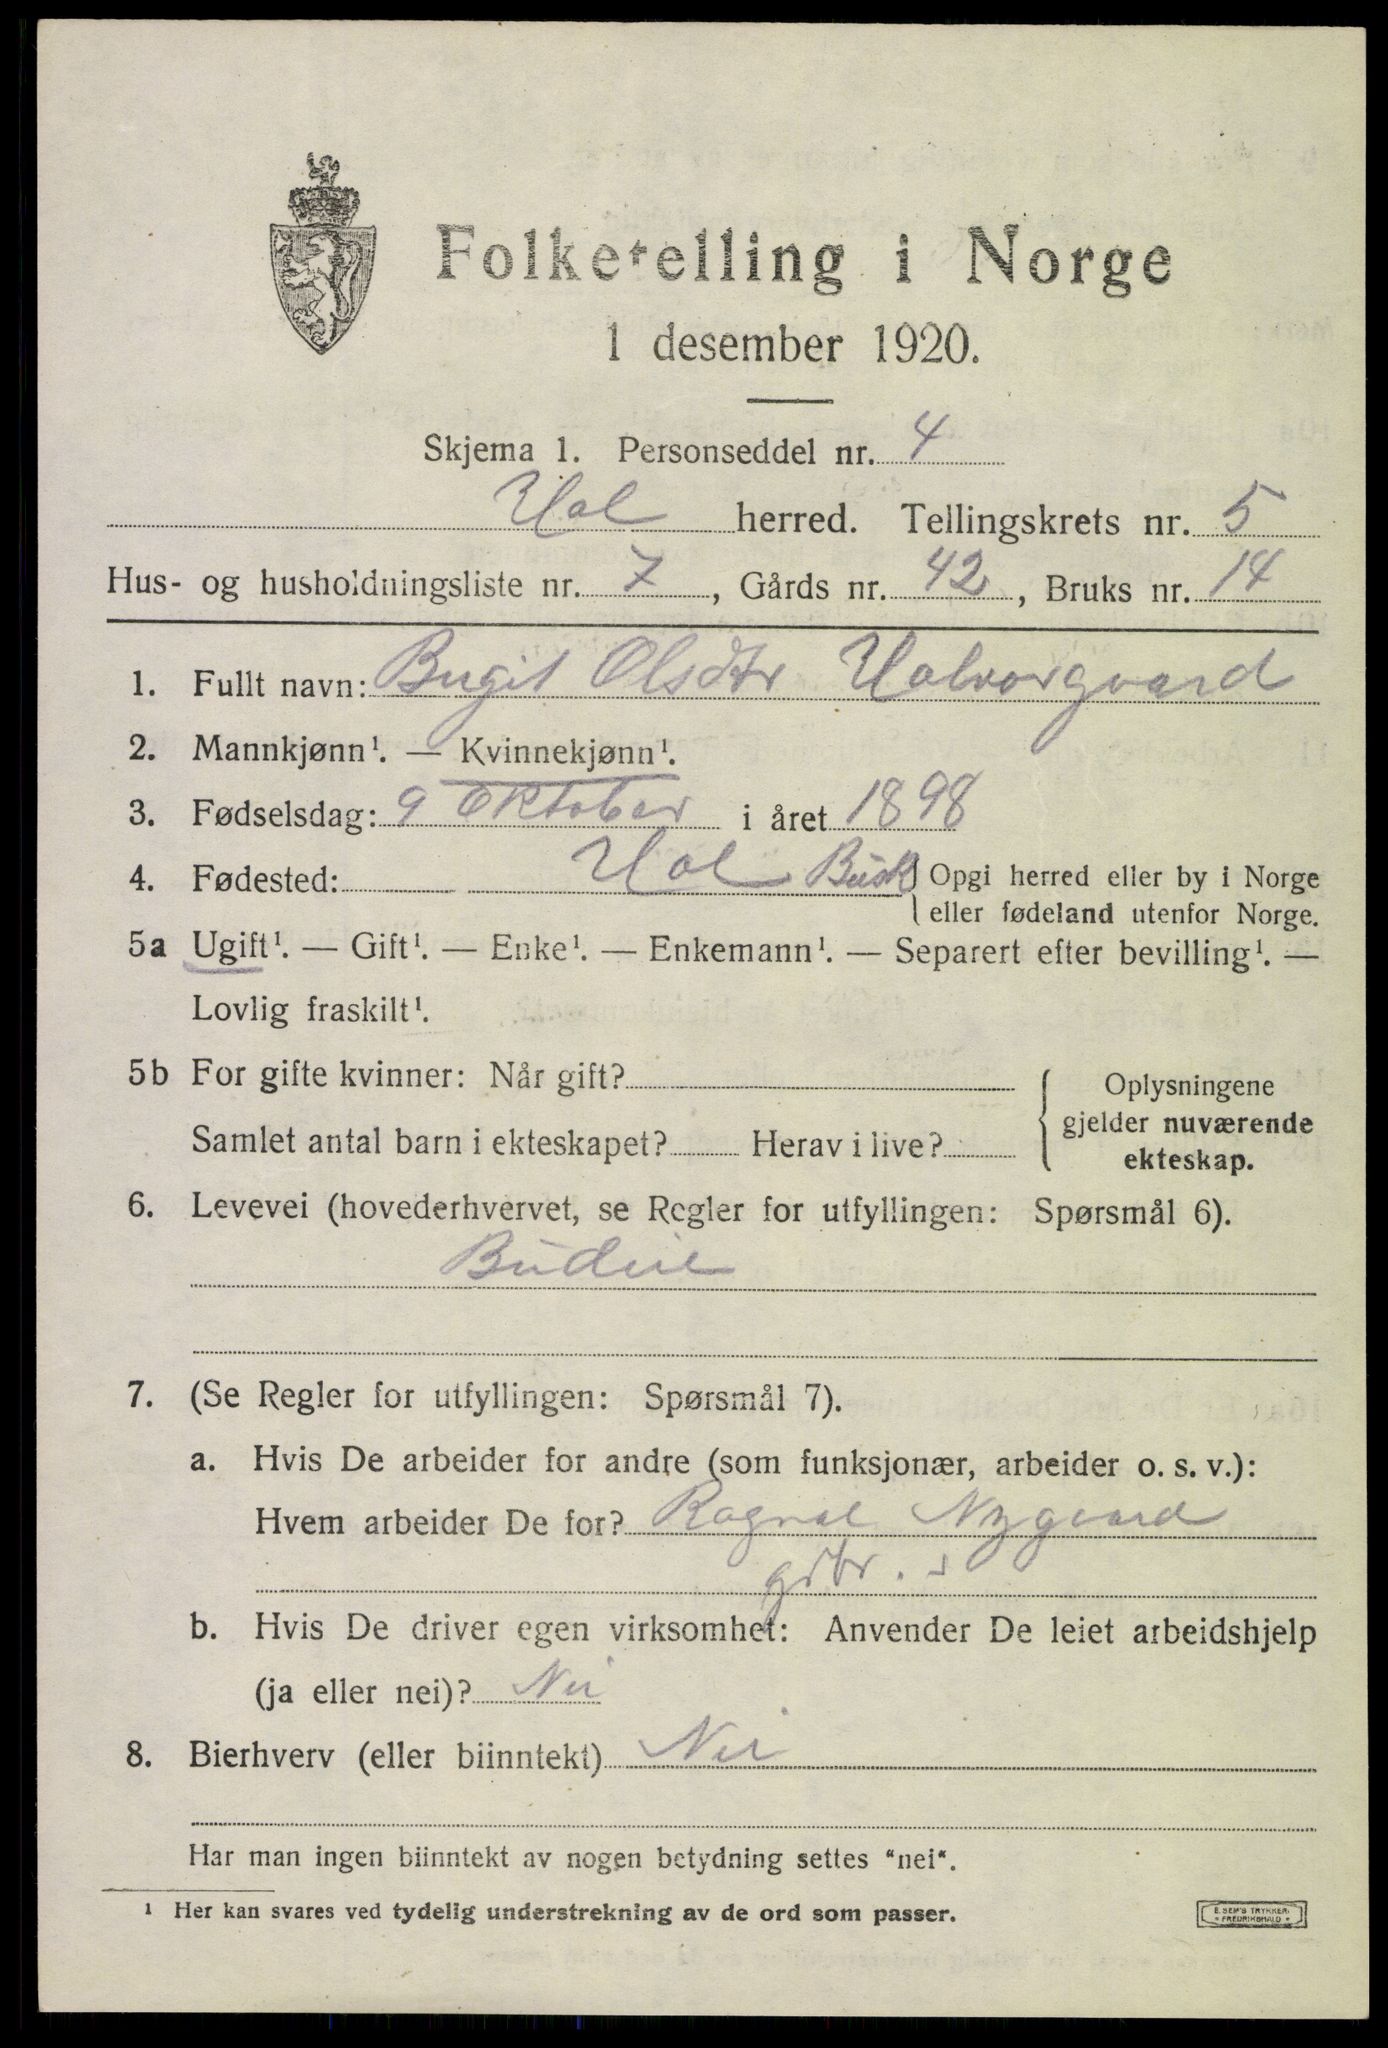 Folketelling i Norge
1 desember 1920.
Skjema 1. Personseddel nr. 4
Hol herred. Tellingskrets nr. 5
Hus- og husholdningsliste nr. 7, Gårds nr. 42, Bruks nr. 14
1. Fullt navn: Birgit Olsdtr Halvorgaard
2. Mannkjønn¹. — Kvinnekjønn¹.
3. Fødselsdag: 9 Oktober i året 1898
4. Fødested: Hol Busk { Opgi herred eller by i Norge
eller fødeland utenfor Norge.
5a Ugift¹. — Gift¹. — Enke¹. — Enkemann¹. — Separert efter bevilling¹. —
Lovlig fraskilt¹.
5b For gifte kvinner: Når gift?
Samlet antal barn i ekteskapet? Herav i live?
{ Oplysningene
gjelder nuværende
ekteskap.
6. Levevei (hovederhvervet, se Regler for utfyllingen: Spørsmål 6).
Budeie
7. (Se Regler for utfyllingen: Spørsmål 7).
a. Hvis De arbeider for andre (som funksjonær, arbeider o. s. v.):
Hvem arbeider De for? Ragnal Nygaard
gdbr.
b. Hvis De driver egen virksomhet: Anvender De leiet arbeidshjelp
(ja eller nei)? Nei
8. Bierhverv (eller biinntekt) Nei
Har man ingen biinntekt av nogen betydning settes "nei".
¹ Her kan svares ved tydelig understrekning av de ord som passer.
E. SEM'S TRYKKERI
* FREDRIKSHALD *